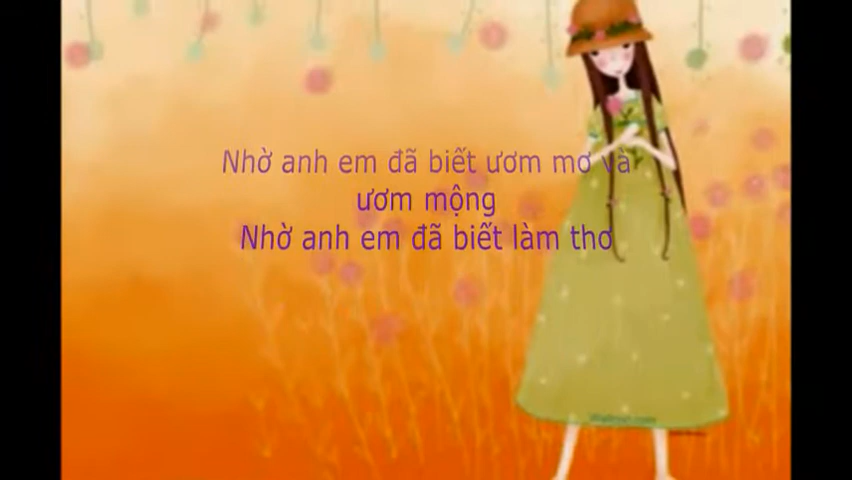 Nhờ anh em đã biết ươm mơ và
ươm mộng
Nhờ anh em đã biết làm thơ